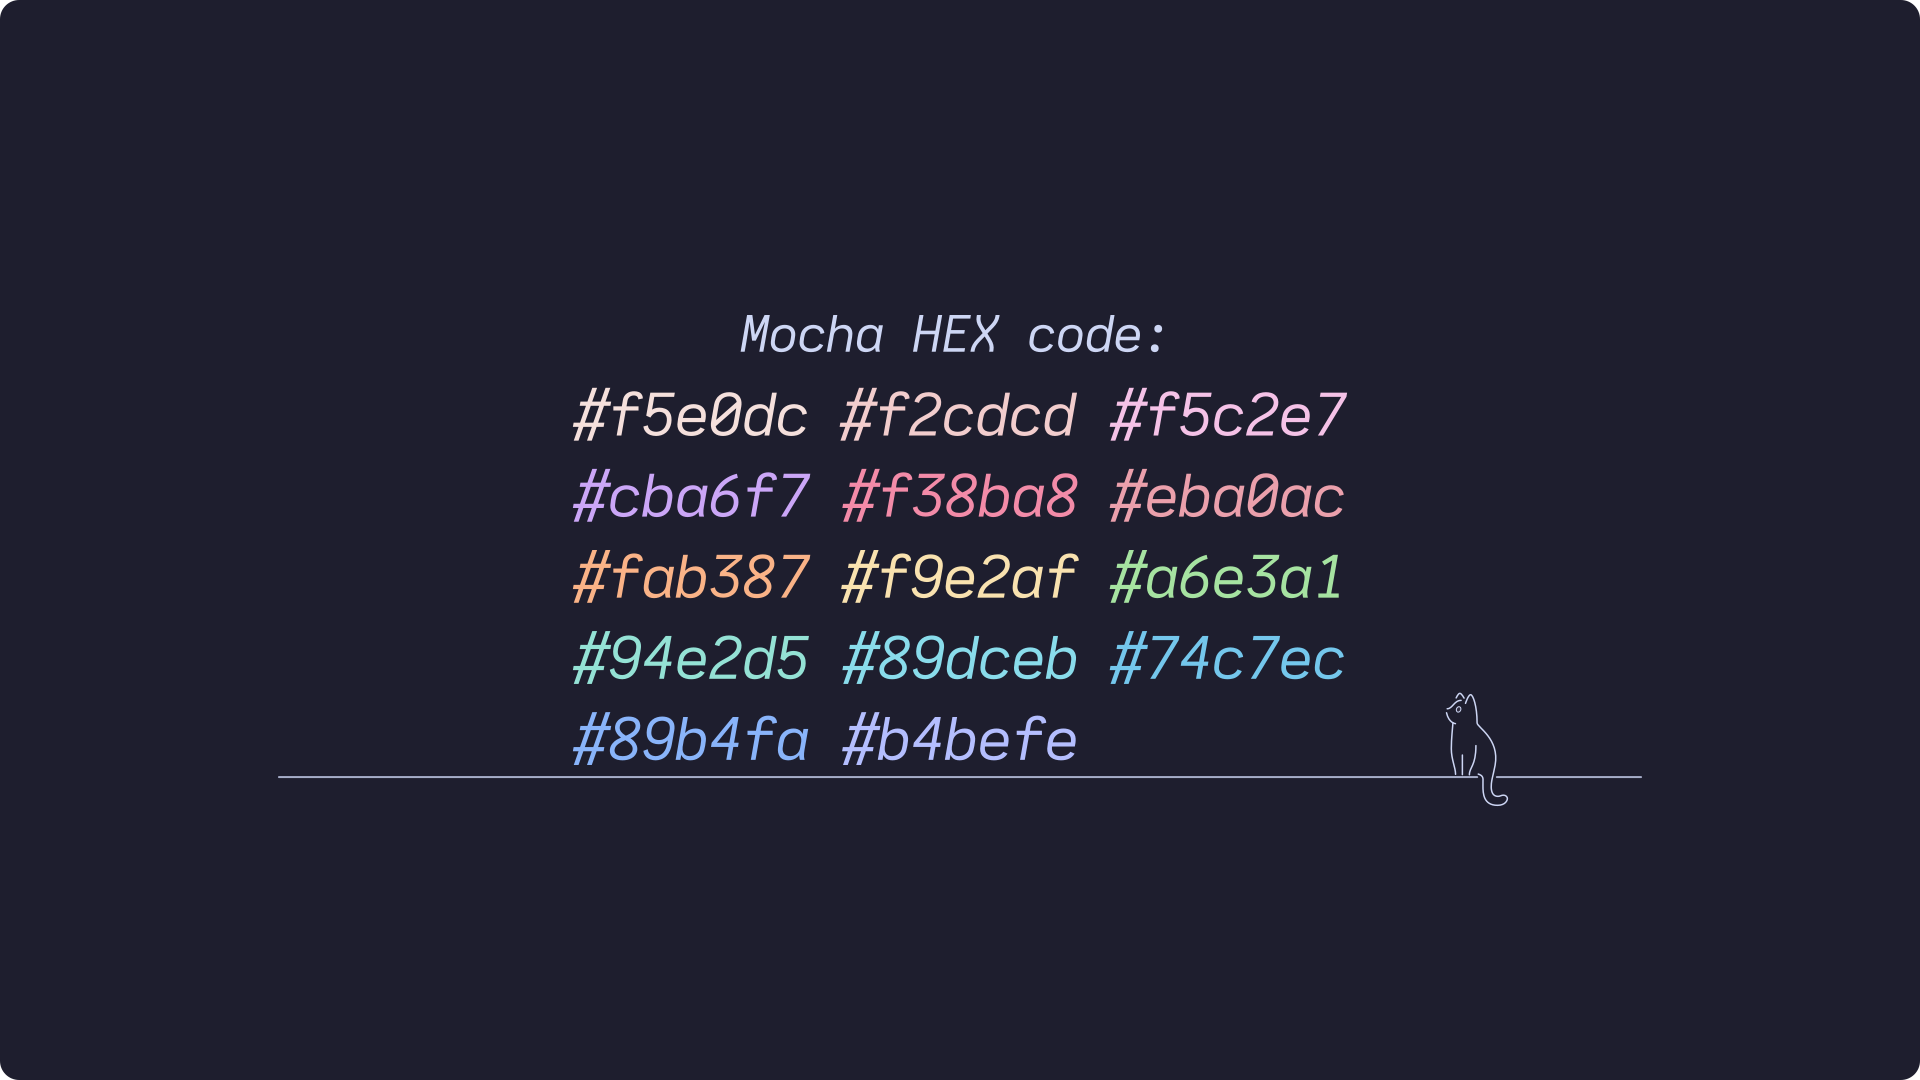 Mocha HEX code:
#f5e0dc #f2cdcd #f5c2e7
#cba6f7 #f38ba8 #eba0ac
#fab387 #f9e2af #a6e3a1
#94e2d5 #89dceb #74c7ec
#89b4fa #b4befe